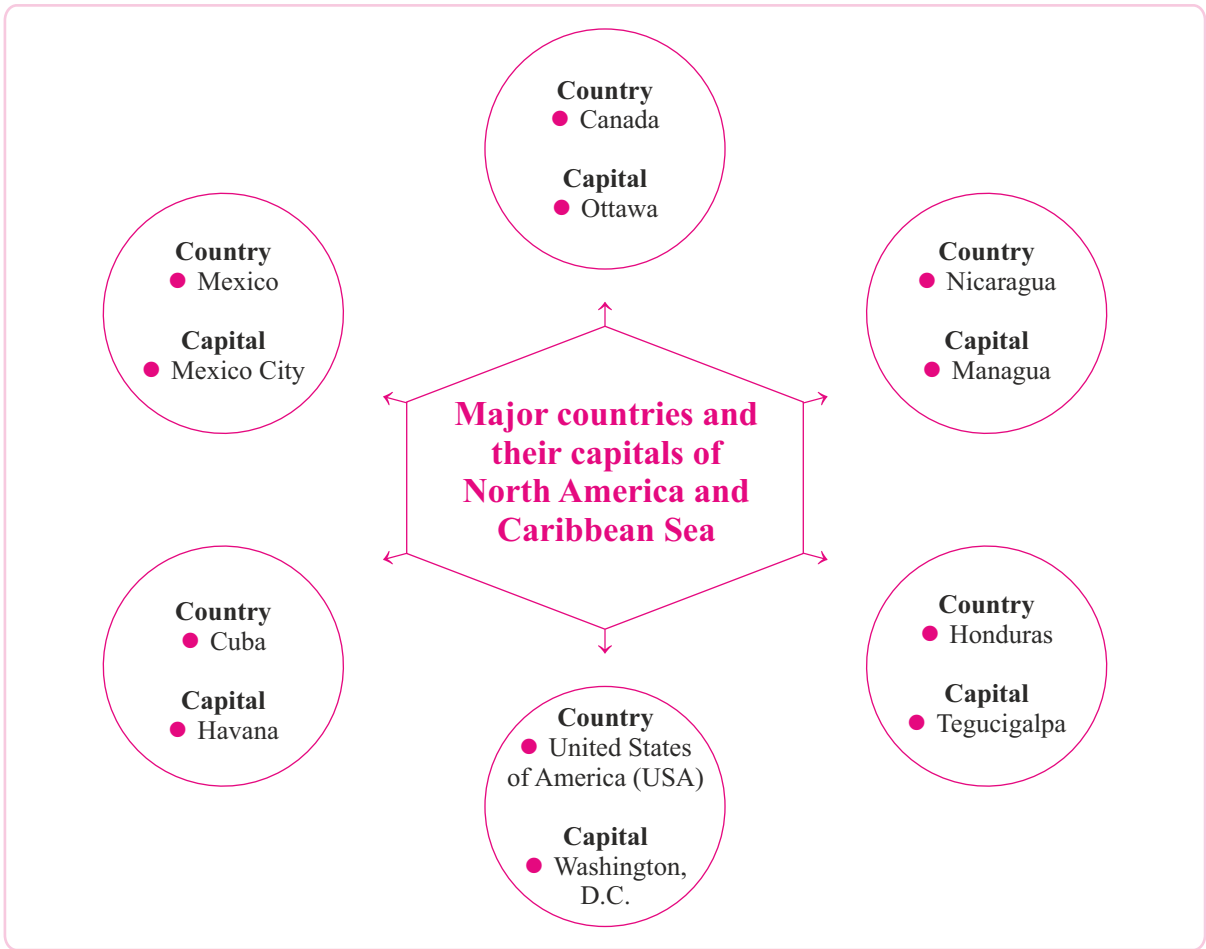 Country
● Canada
Capital
● Ottawa
Country
● Mexico
Capital
● Mexico City
Country
● Nicaragua
Capital
● Managua
Major countries and
their capitals of
North America and
Caribbean Sea
Country
● Cuba
Capital
● Havana
Country
● Honduras
Capital
● Tegucigalpa
Country
● United States
of America (USA)
Capital
● Washington,
D.C.